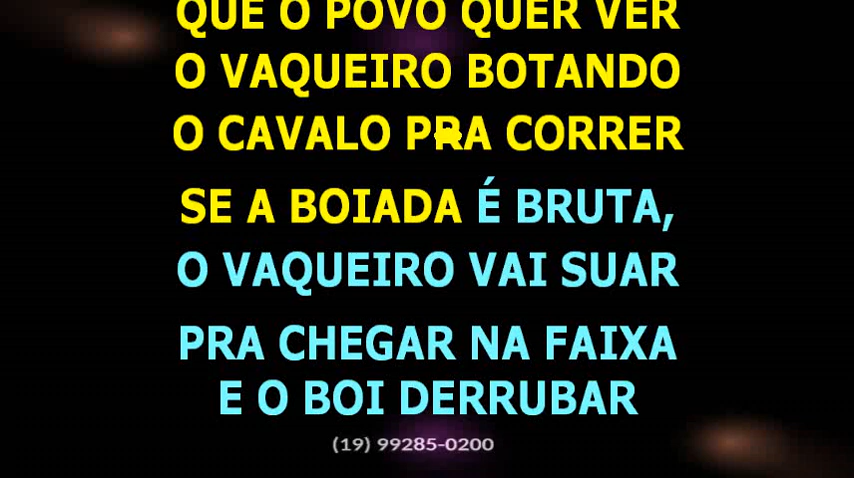 QUE O POVO QUER VER
O VAQUEIRO BOTANDO
O CAVALO PRA CORRER
SE A BOIADA É BRUTA,
O VAQUEIRO VAI SUAR
PRA CHEGAR NA FAIXA
E O BOI DERRUBAR
(19) 99285-0200